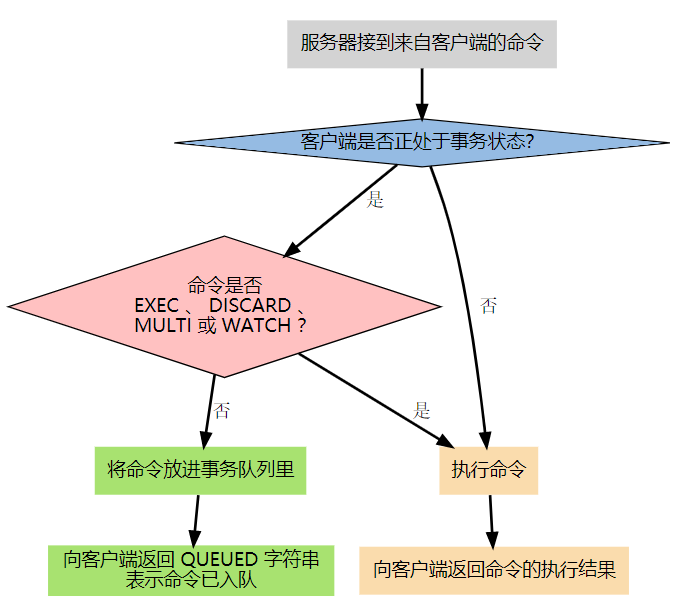 服务器接到来自客户端的命令
客户端是否正处于事务状态?
是
命令是否
EXEC 、 DISCARD 、
MULTI 或 WATCH ?
否
否
是
将命令放进事务队列里
执行命令
向客户端返回 QUEUED 字符串
表示命令已入队
向客户端返回命令的执行结果